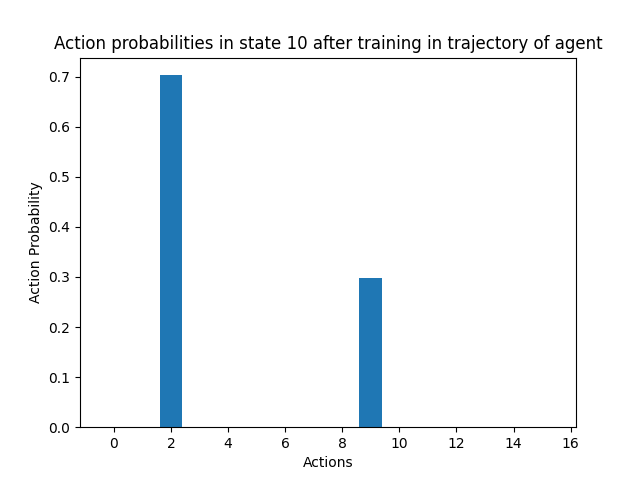 Action probabilities in state 10 after training in trajectory of agent
0.7
0.6
0.5
0.4
0.3
0.2
0.1
0.0
Action Probability
0 2 4 6 8 10 12 14 16
Actions